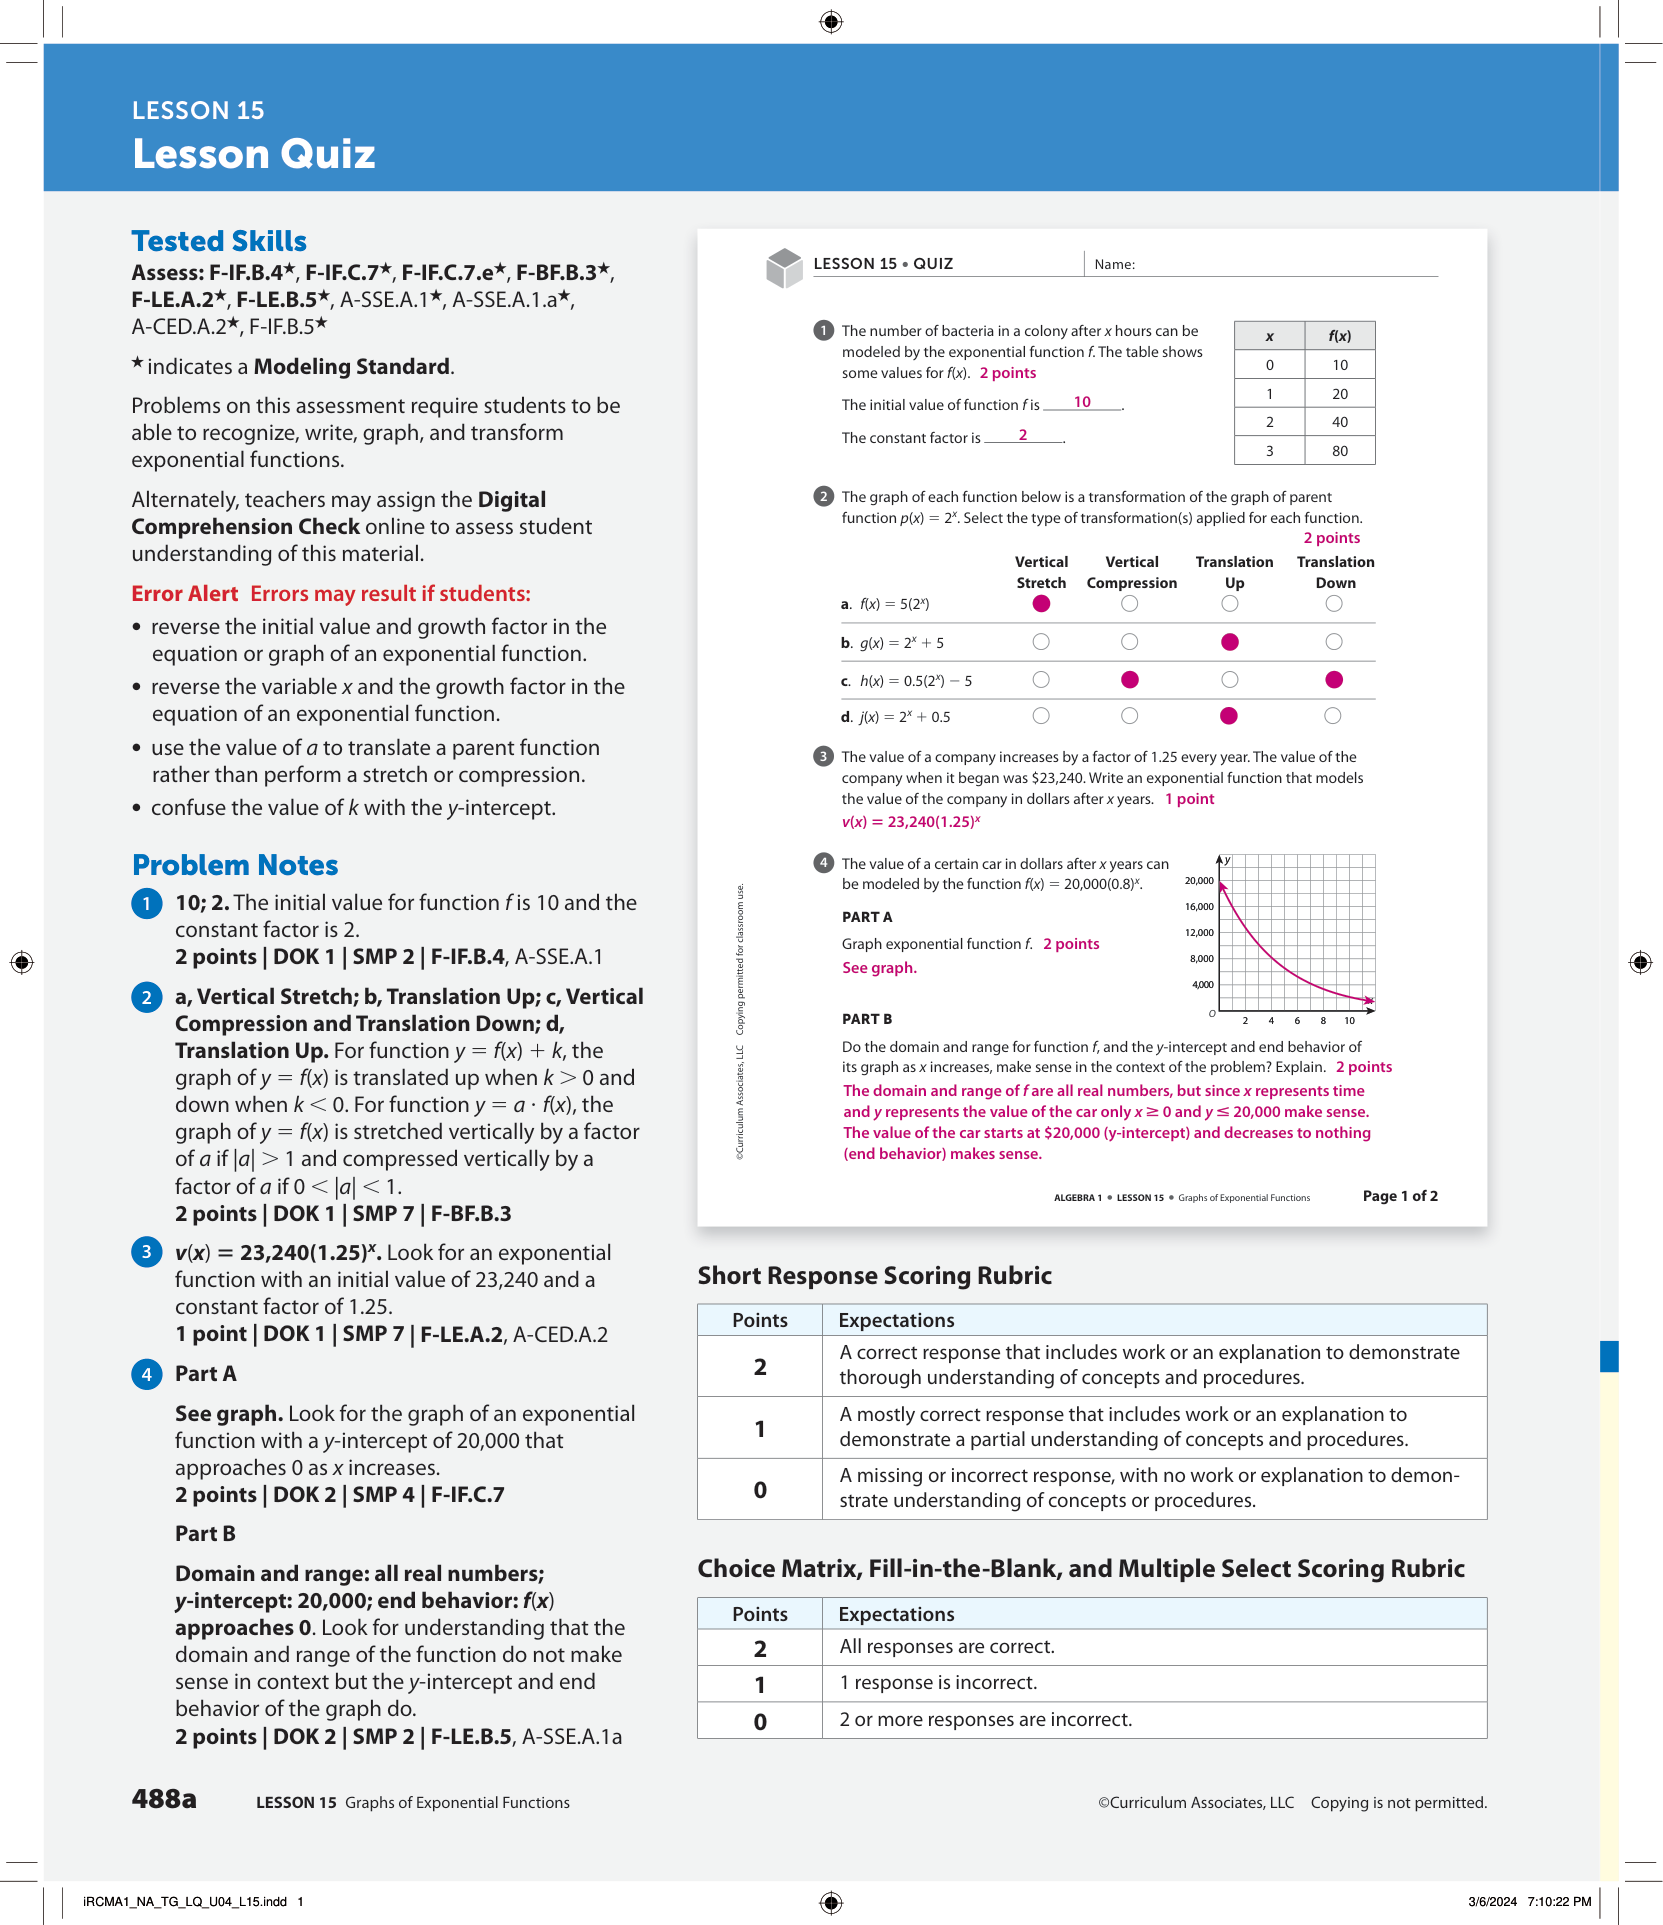 LESSON 15
Lesson Quiz
Tested Skills
Assess: F-IF.B.4★, F-IF.C.7★, F-IF.C.7.e★, F-BF.B.3★,
F-LE.A.2★, F-LE.B.5★, A-SSE.A.1★, A-SSE.A.1.a★,
A-CED.A.2★, F-IF.B.5★
★ indicates a Modeling Standard.
Problems on this assessment require students to be
able to recognize, write, graph, and transform
exponential functions.
Alternately, teachers may assign the Digital
Comprehension Check online to assess student
understanding of this material.
Error Alert Errors may result if students:
• reverse the initial value and growth factor in the
equation or graph of an exponential function.
• reverse the variable x and the growth factor in the
equation of an exponential function.
• use the value of a to translate a parent function
rather than perform a stretch or compression.
• confuse the value of k with the y-intercept.
Problem Notes
1 10; 2. The initial value for function f is 10 and the
constant factor is 2.
2 points | DOK 1 | SMP 2 | F-IF.B.4, A-SSE.A.1
2 a, Vertical Stretch; b, Translation Up; c, Vertical
Compression and Translation Down; d,
Translation Up. For function y = f(x) + k, the
graph of y = f(x) is translated up when k > 0 and
down when k < 0. For function y = a · f(x), the
graph of y = f(x) is stretched vertically by a factor
of a if |a| > 1 and compressed vertically by a
factor of a if 0 < |a| < 1.
2 points | DOK 1 | SMP 7 | F-BF.B.3
3 v(x) = 23,240(1.25)ˣ. Look for an exponential
function with an initial value of 23,240 and a
constant factor of 1.25.
1 point | DOK 1 | SMP 7 | F-LE.A.2, A-CED.A.2
4 Part A
See graph. Look for the graph of an exponential
function with a y-intercept of 20,000 that
approaches 0 as x increases.
2 points | DOK 2 | SMP 4 | F-IF.C.7
Part B
Domain and range: all real numbers;
y-intercept: 20,000; end behavior: f(x)
approaches 0. Look for understanding that the
domain and range of the function do not make
sense in context but the y-intercept and end
behavior of the graph do.
2 points | DOK 2 | SMP 2 | F-LE.B.5, A-SSE.A.1a
LESSON 15 • QUIZ Name:
1 The number of bacteria in a colony after x hours can be
modeled by the exponential function f. The table shows
some values for f(x). 2 points
The initial value of function f is 10.
The constant factor is 2.
x f(x)
0 10
1 20
2 40
3 80
2 The graph of each function below is a transformation of the graph of parent
function p(x) = 2ˣ. Select the type of transformation(s) applied for each function.
2 points
Vertical Vertical Translation Translation
Stretch Compression Up Down
a. f(x) = 5(2ˣ)
b. g(x) = 2ˣ + 5
c. h(x) = 0.5(2ˣ) − 5
d. j(x) = 2ˣ + 0.5
3 The value of a company increases by a factor of 1.25 every year. The value of the
company when it began was $23,240. Write an exponential function that models
the value of the company in dollars after x years. 1 point
v(x) = 23,240(1.25)ˣ
4 The value of a certain car in dollars after x years can
be modeled by the function f(x) = 20,000(0.8)ˣ.
PART A
Graph exponential function f. 2 points
See graph.
y
20,000
16,000
12,000
8,000
4,000
O 2 4 6 8 10
PART B
Do the domain and range for function f, and the y-intercept and end behavior of
its graph as x increases, make sense in the context of the problem? Explain. 2 points
The domain and range of f are all real numbers, but since x represents time
and y represents the value of the car only x ≥ 0 and y ≤ 20,000 make sense.
The value of the car starts at $20,000 (y-intercept) and decreases to nothing
(end behavior) makes sense.
©Curriculum Associates, LLC Copying permitted for classroom use.
ALGEBRA 1 • LESSON 15 • Graphs of Exponential Functions Page 1 of 2
Short Response Scoring Rubric
Points Expectations
2 A correct response that includes work or an explanation to demonstrate
thorough understanding of concepts and procedures.
1 A mostly correct response that includes work or an explanation to
demonstrate a partial understanding of concepts and procedures.
0 A missing or incorrect response, with no work or explanation to demon-
strate understanding of concepts or procedures.
Choice Matrix, Fill-in-the-Blank, and Multiple Select Scoring Rubric
Points Expectations
2 All responses are correct.
1 1 response is incorrect.
0 2 or more responses are incorrect.
488a LESSON 15 Graphs of Exponential Functions ©Curriculum Associates, LLC Copying is not permitted.
iRCMA1_NA_TG_LQ_U04_L15.indd 1 3/6/2024 7:10:22 PM